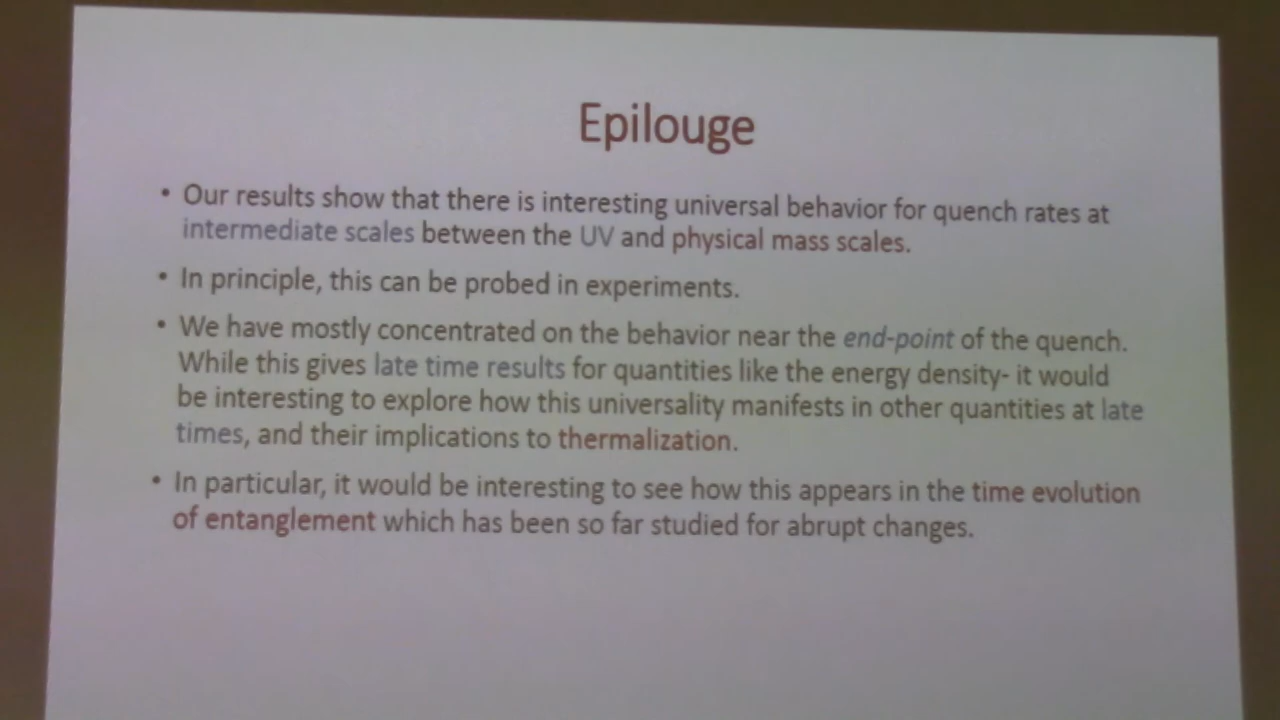 Epilouge
• Our results show that there is interesting universal behavior for quench rates at
intermediate scales between the UV and physical mass scales.
• In principle, this can be probed in experiments.
• We have mostly concentrated on the behavior near the end-point of the quench.
While this gives late time results for quantities like the energy density- it would
be interesting to explore how this universality manifests in other quantities at late
times, and their implications to thermalization.
• In particular, it would be interesting to see how this appears in the time evolution
of entanglement which has been so far studied for abrupt changes.